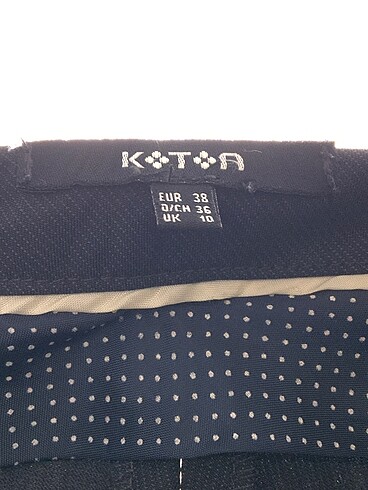 KOTON
EUR 38
D/CH 36
UK 10